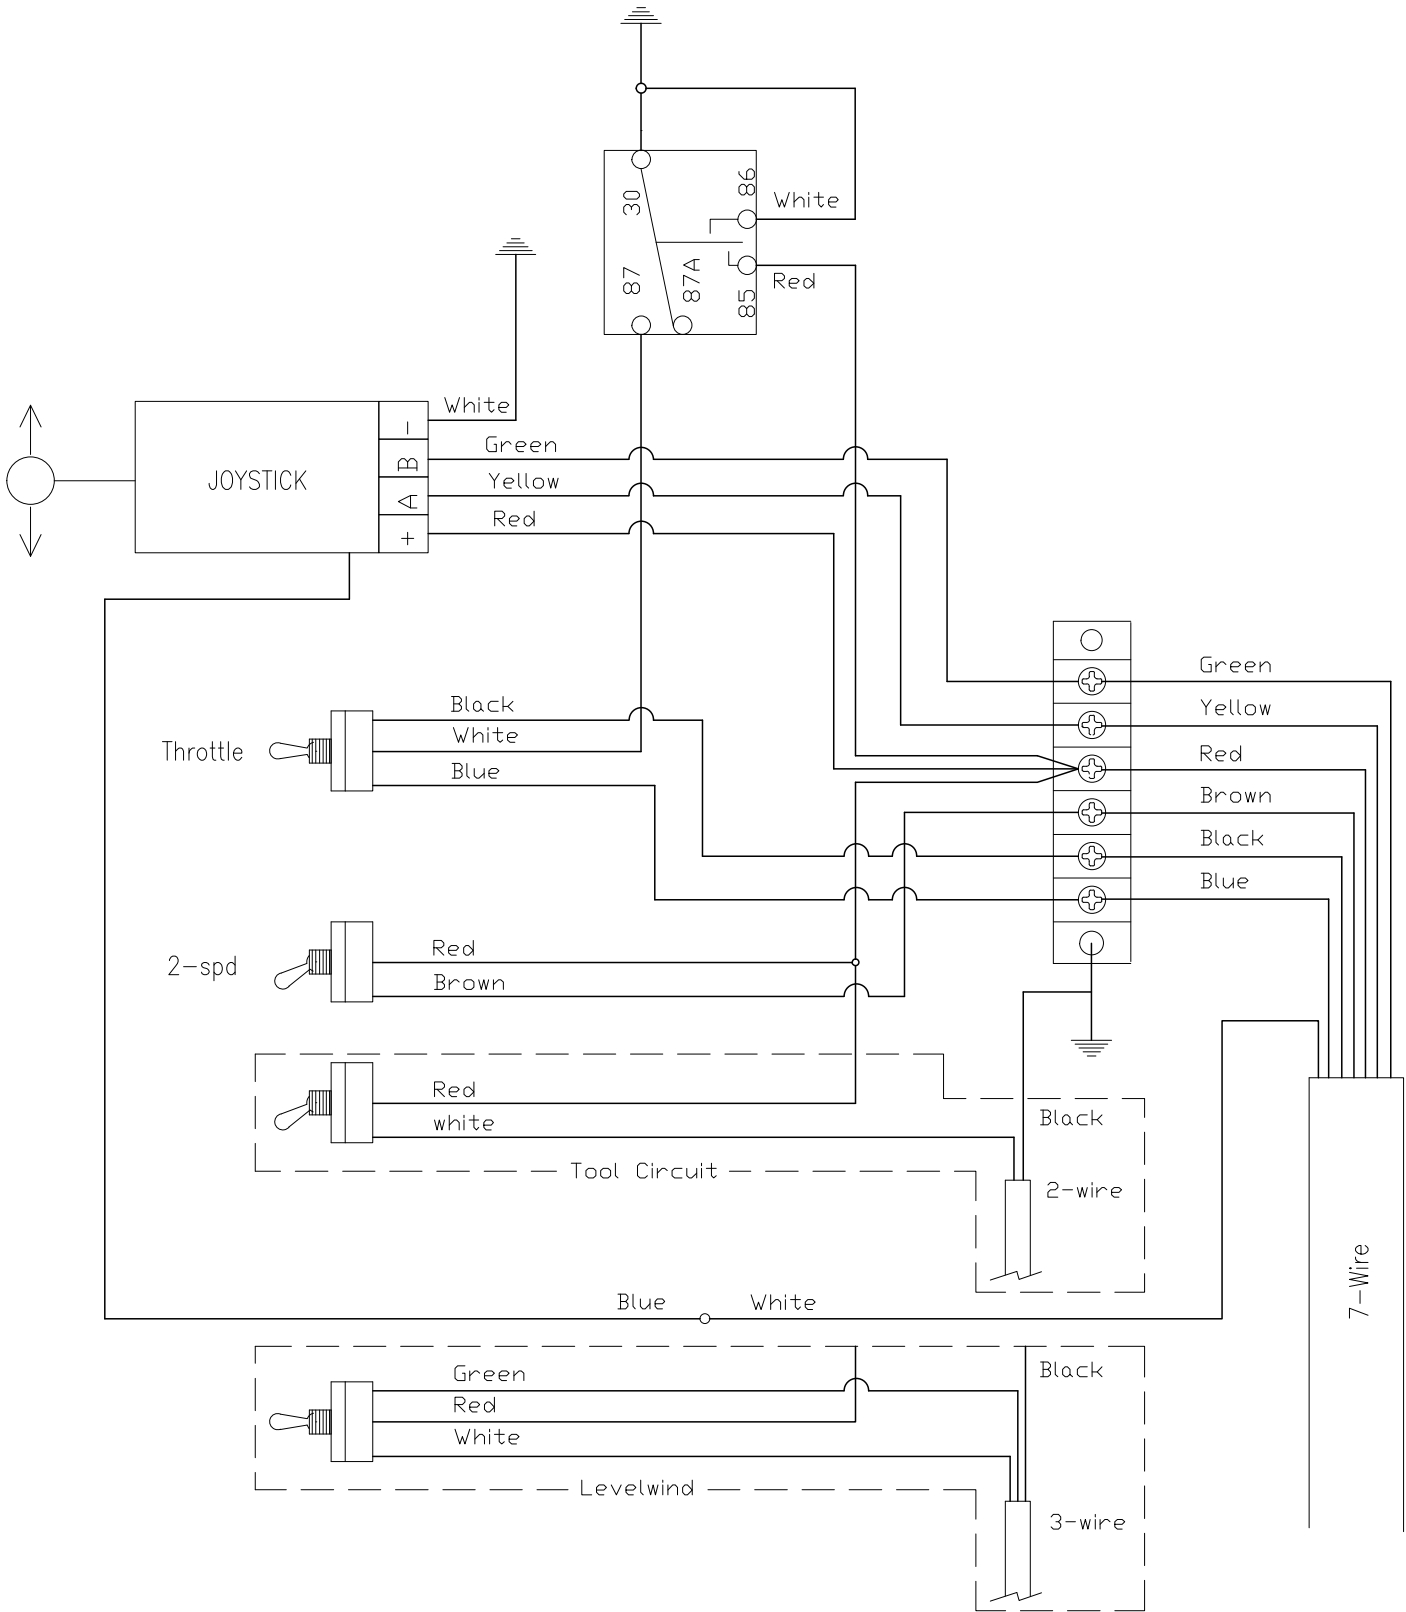 86
White
30
87
87A
85
Red
White
-
Green
B
JOYSTICK
Yellow
A
Red
+
Green
Black
Yellow
White
Throttle
Red
Blue
Brown
Black
Blue
Red
2-spd
Brown
Red
white
Black
Tool Circuit
2-wire
7-Wire
Blue
White
Green
Black
Red
White
Levelwind
3-wire